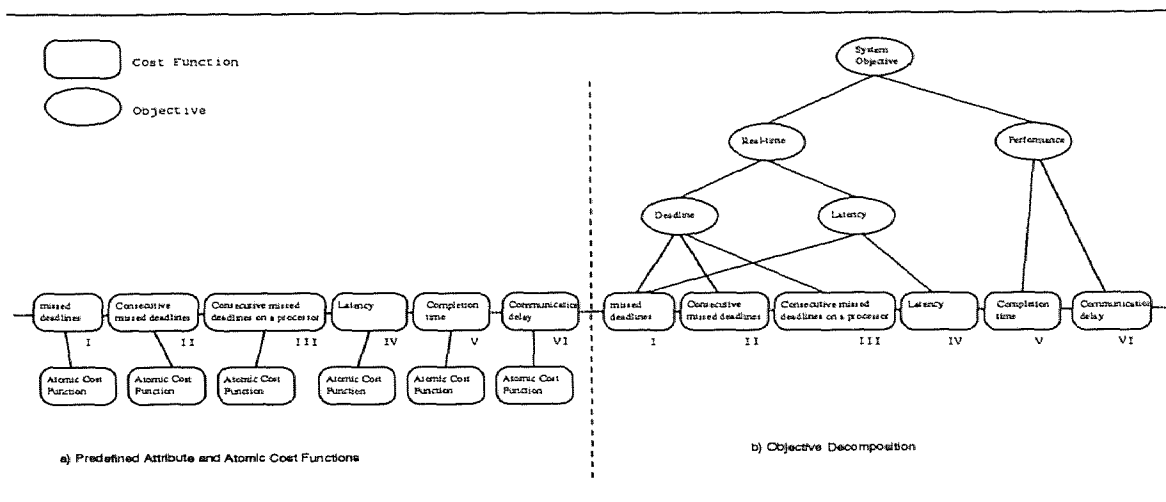 Cost Function
Objective
missed
deadlines
Consecutive
missed deadlines
Consecutive missed
deadlines on a processor
Latency
Completion
time
Communication
delay
I
II
III
IV
V
VI
Atomic Cost
Function
Atomic Cost
Function
Atomic Cost
Function
Atomic Cost
Function
Atomic Cost
Function
Atomic Cost
Function
a) Predefined Attribute and Atomic Cost Functions
System
Objective
Real-time
Performance
Deadline
Latency
missed
deadlines
Consecutive
missed deadlines
Consecutive missed
deadlines on a processor
Latency
Completion
time
Communication
delay
I
II
III
IV
V
VI
b) Objective Decomposition